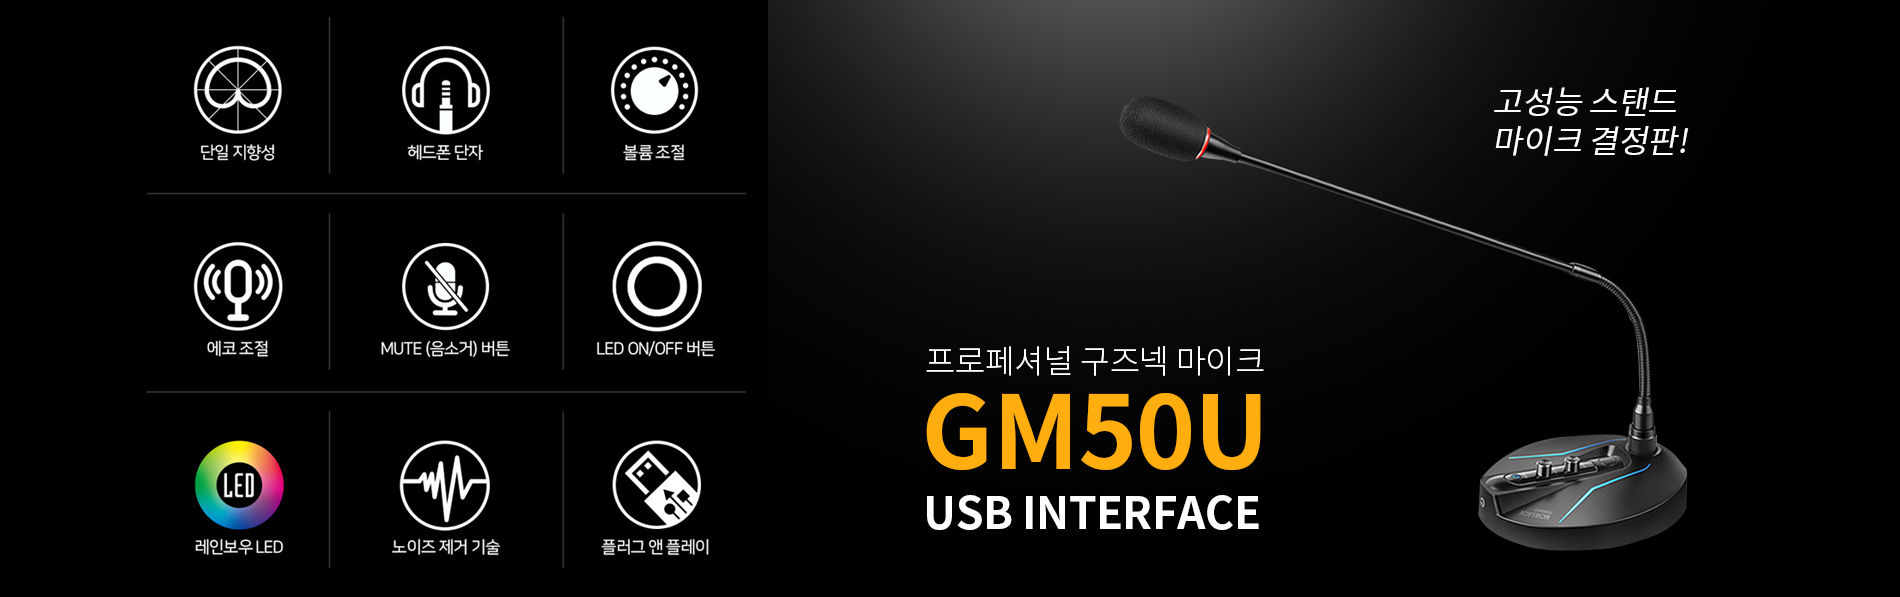 단일 지향성
헤드폰 단자
볼륨 조절
에코 조절
MUTE (음소거) 버튼
LED ON/OFF 버튼
LED
레인보우 LED
노이즈 제거 기술
플러그 앤 플레이
고성능 스탠드
마이크 결정판!
프로페셔널 구즈넥 마이크
GM50U
USB INTERFACE